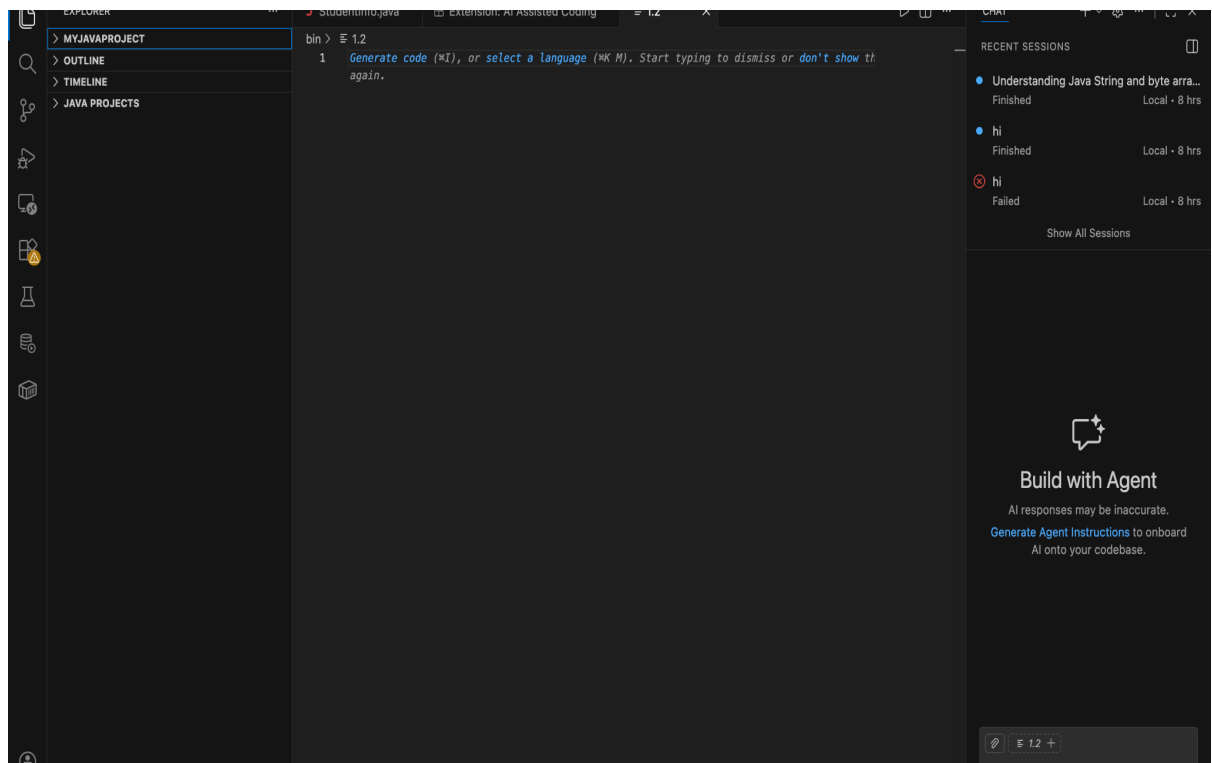 EXPLORER
MYJAVAPROJECT
OUTLINE
TIMELINE
JAVA PROJECTS
StudentInfo.java
Extension: AI Assisted Coding
1.2
bin > 1.2
1 Generate code (⌘I), or select a language (⌘K M). Start typing to dismiss or don't show
again.
CHAT
RECENT SESSIONS
Understanding Java String and byte arra...
Finished Local • 8 hrs
hi
Finished Local • 8 hrs
hi
Failed Local • 8 hrs
Show All Sessions
Build with Agent
AI responses may be inaccurate.
Generate Agent Instructions to onboard
AI onto your codebase.
1.2 +